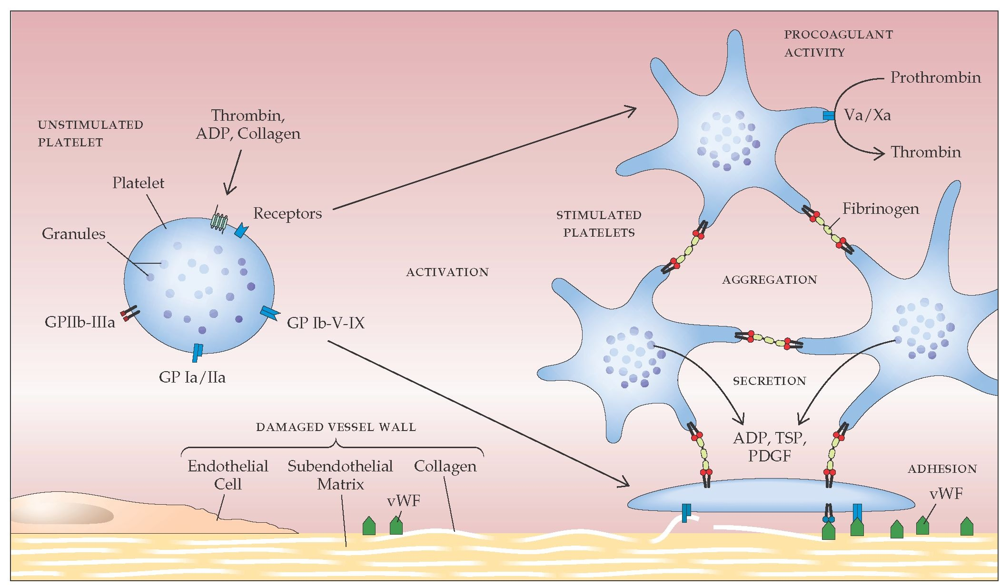 PROCOAGULANT
ACTIVITY
Prothrombin
Va/Xa
Thrombin
UNSTIMULATED
PLATELET
Thrombin,
ADP, Collagen
Platelet
Receptors
Granules
GPIIb-IIIa
GP Ib-V-IX
GP Ia/IIa
ACTIVATION
STIMULATED
PLATELETS
Fibrinogen
AGGREGATION
SECRETION
ADP, TSP,
PDGF
DAMAGED VESSEL WALL
Endothelial
Cell
Subendothelial
Matrix
Collagen
vWF
ADHESION
vWF